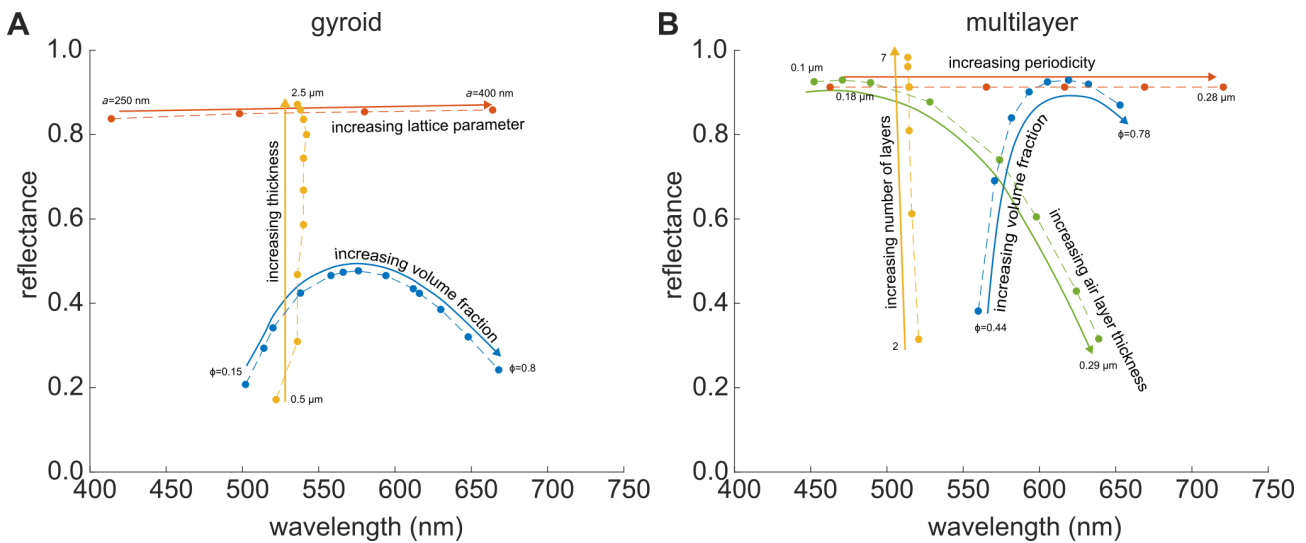 A
gyroid
1.0
0.8
0.6
0.4
0.2
0.0
reflectance
a=250 nm
2.5 µm
a=400 nm
increasing lattice parameter
increasing thickness
increasing volume fraction
ϕ=0.15
ϕ=0.8
0.5 µm
400
450
500
550
600
650
700
750
wavelength (nm)
B
multilayer
1.0
0.8
0.6
0.4
0.2
0.0
reflectance
7
increasing periodicity
0.1 µm
0.18 µm
0.28 µm
increasing number of layers
increasing volume fraction
ϕ=0.78
increasing air layer thickness
ϕ=0.44
2
0.29 µm
400
450
500
550
600
650
700
750
wavelength (nm)